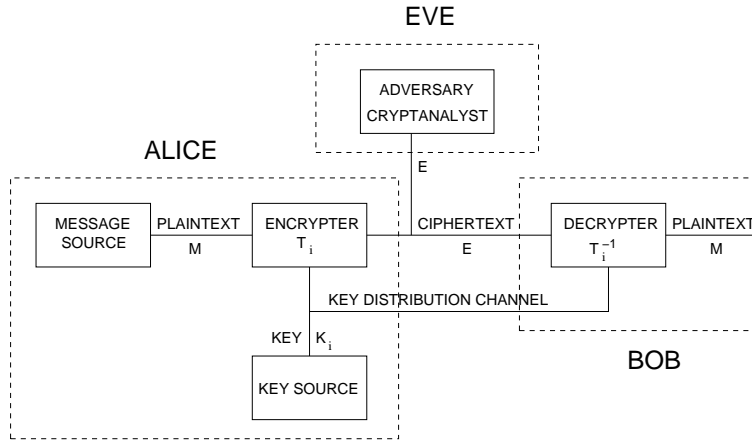 EVE
ADVERSARY
CRYPTANALYST
E
ALICE
MESSAGE
SOURCE
PLAINTEXT
M
ENCRYPTER
T i
CIPHERTEXT
E
DECRYPTER
T i −1
PLAINTEXT
M
KEY DISTRIBUTION CHANNEL
KEY K i
KEY SOURCE
BOB